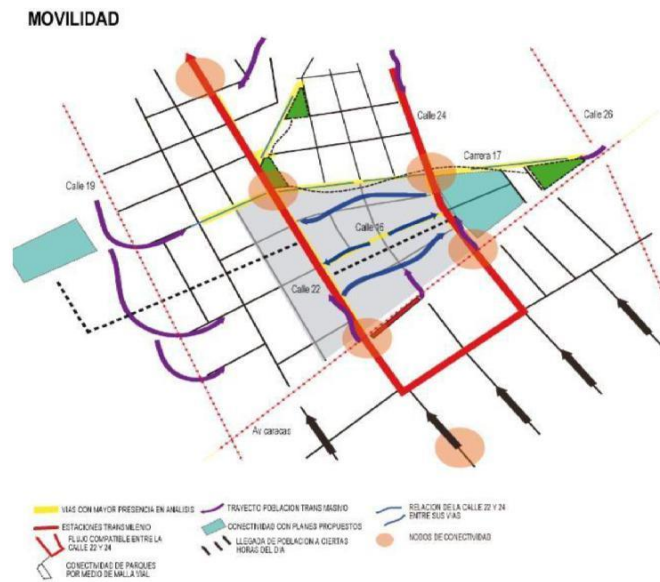 MOVILIDAD
Calle 26
Calle 24
Carrera 17
Calle 19
Calle 16
Calle 22
Av caracas
VIAS CON MAYOR PRESENCIA EN ANALISIS
ESTACIONES TRANSMILENIO
FLUJO COMPATIBLE ENTRE LA
CALLE 22 Y 24
CONECTIVIDAD DE PARQUES
POR MEDIO DE MALLA VIAL
TRAYECTO POBLACION TRANSMASIVO
CONECTIVIDAD CON PLANES PROPUESTOS
LLEGADA DE POBLACION A CIERTAS
HORAS DEL DIA
RELACION DE LA CALLE 22 Y 24
ENTRE SUS VIAS
NODOS DE CONECTIVIDAD